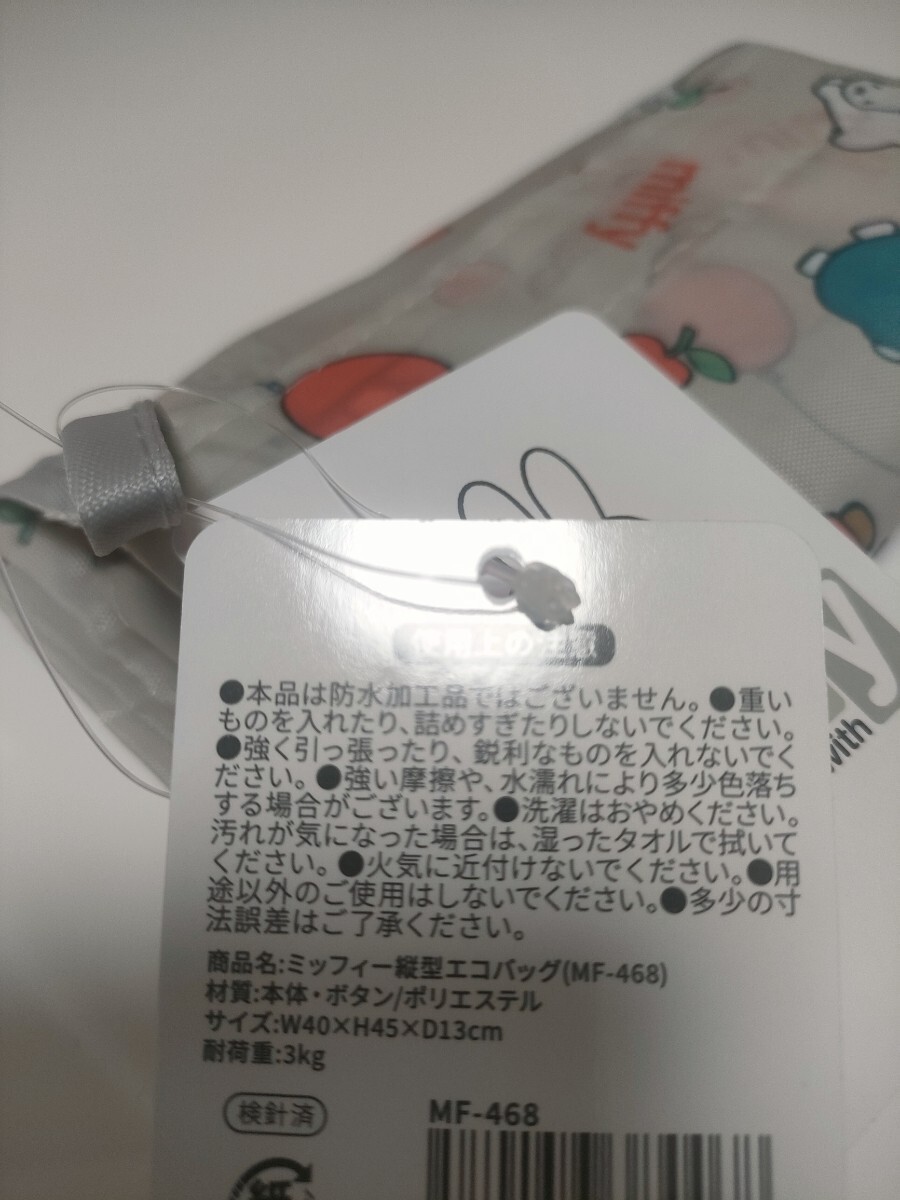 miffy
y
with
使用上の注意
●本品は防水加工品ではございません。●重い
ものを入れたり、詰めすぎたりしないでください。
●強く引っ張ったり、鋭利なものを入れないでく
ださい。●強い摩擦や、水濡れにより多少色落ち
する場合がございます。●洗濯はおやめください。
汚れが気になった場合は、湿ったタオルで拭いて
ください。●火気に近付けないでください。●用
途以外のご使用はしないでください。●多少の寸
法誤差はご了承ください。
商品名:ミッフィー縦型エコバッグ(MF-468)
材質:本体・ボタン/ポリエステル
サイズ:W40×H45×D13cm
耐荷重:3kg
検針済
MF-468
紙